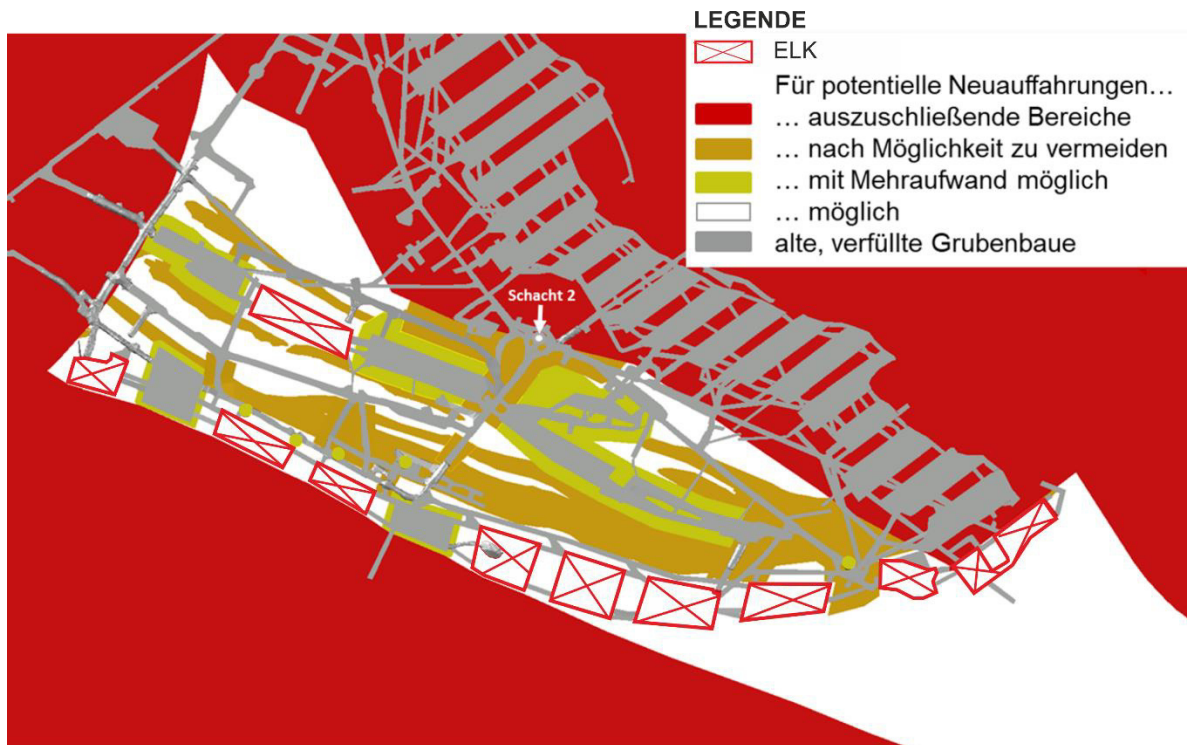 LEGENDE
ELK
Für potentielle Neuauffahrungen…
… auszuschließende Bereiche
… nach Möglichkeit zu vermeiden
… mit Mehraufwand möglich
… möglich
alte, verfüllte Grubenbaue
Schacht 2